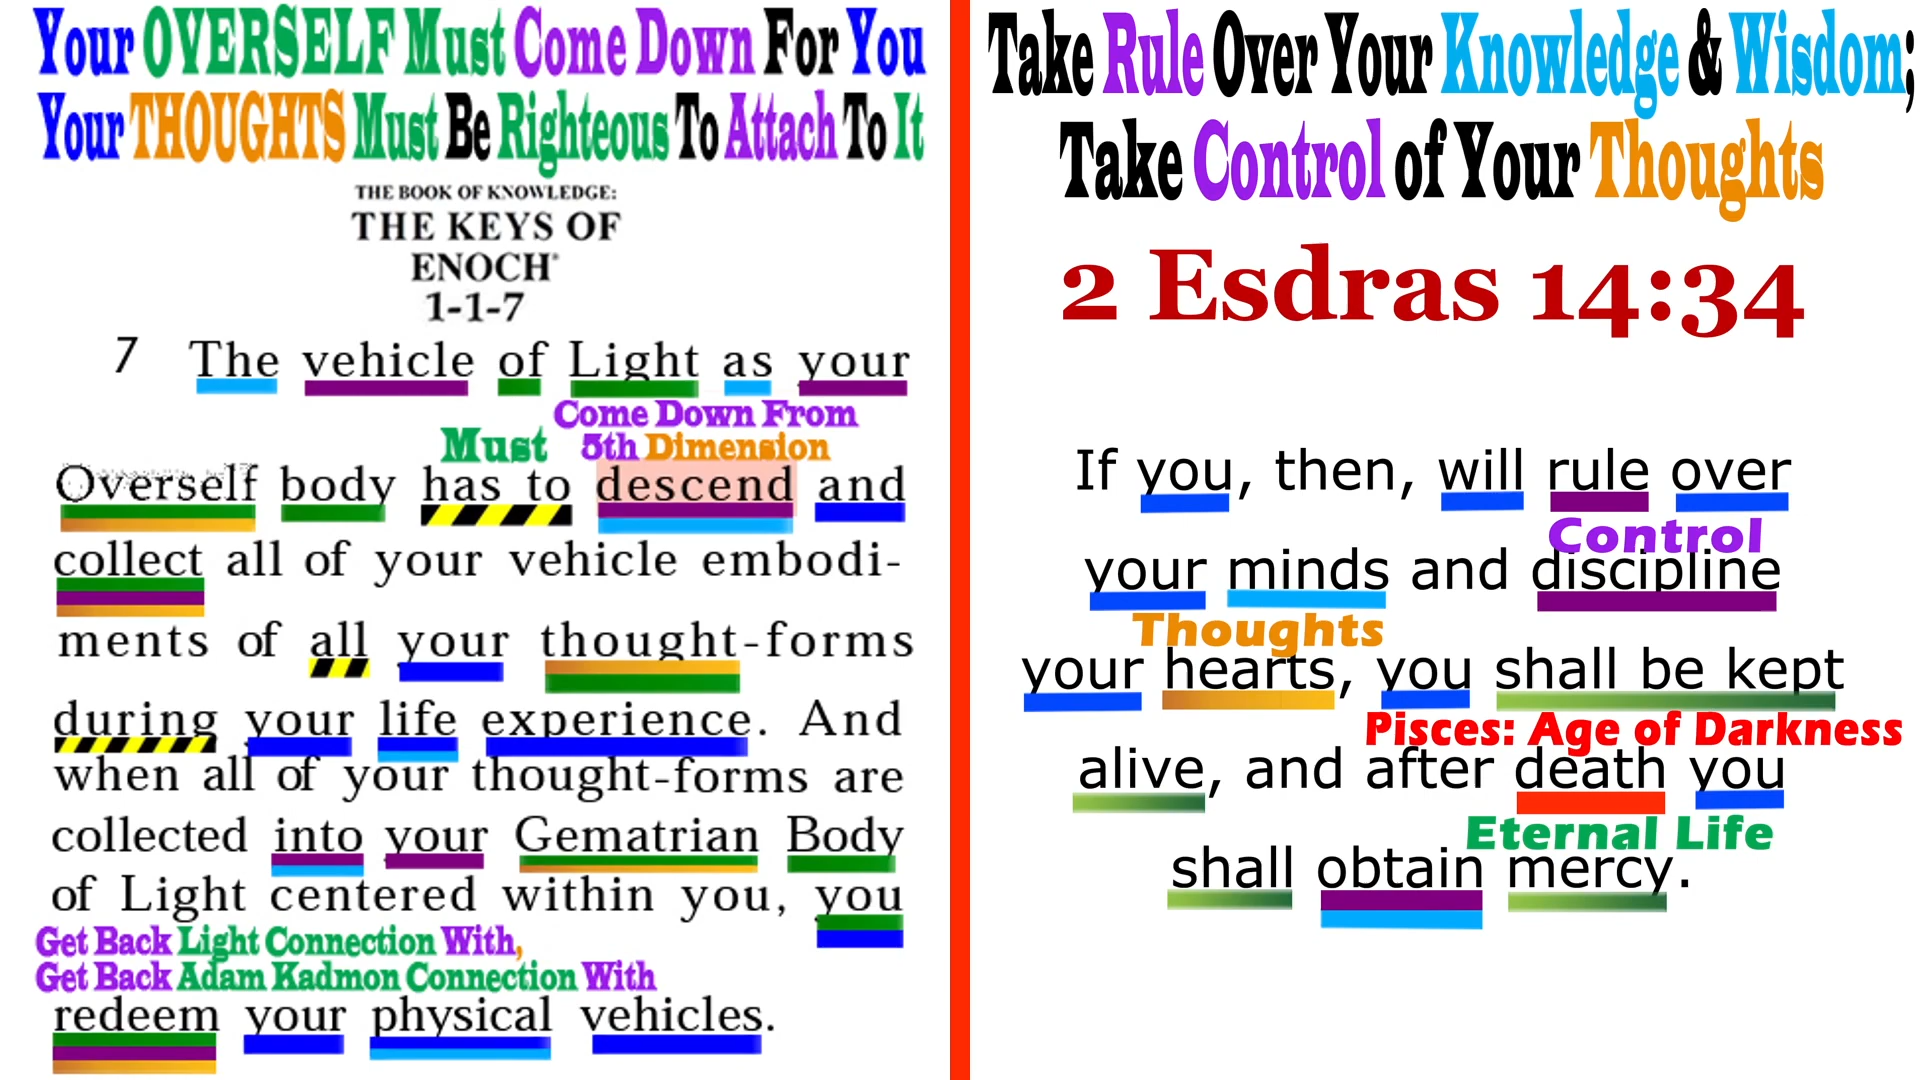 Your OVERSELF Must Come Down For You
Your THOUGHTS Must Be Righteous To Attach To It
THE BOOK OF KNOWLEDGE:
THE KEYS OF
ENOCH®
1-1-7
7 The vehicle of Light as your
Come Down From
Must 5th Dimension
Overself body has to descend and
collect all of your vehicle embodi-
ments of all your thought-forms
during your life experience. And
when all of your thought-forms are
collected into your Gematrian Body
of Light centered within you, you
Get Back Light Connection With,
Get Back Adam Kadmon Connection With
redeem your physical vehicles.
Take Rule Over Your Knowledge & Wisdom;
Take Control of Your Thoughts
2 Esdras 14:34
If you, then, will rule over
Control
your minds and discipline
Thoughts
your hearts, you shall be kept
Pisces: Age of Darkness
alive, and after death you
Eternal Life
shall obtain mercy.